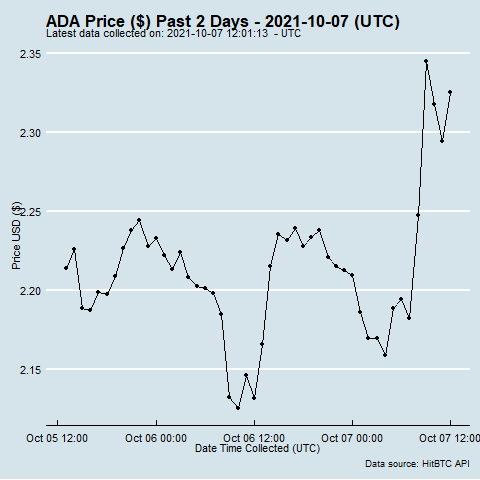 ADA Price ($) Past 2 Days - 2021-10-07 (UTC)
Latest data collected on: 2021-10-07 12:01:13 - UTC
2.35
2.30
2.25
2.20
2.15
Price USD ($)
Oct 05 12:00
Oct 06 00:00
Oct 06 12:00
Oct 07 00:00
Oct 07 12:00
Date Time Collected (UTC)
Data source: HitBTC API